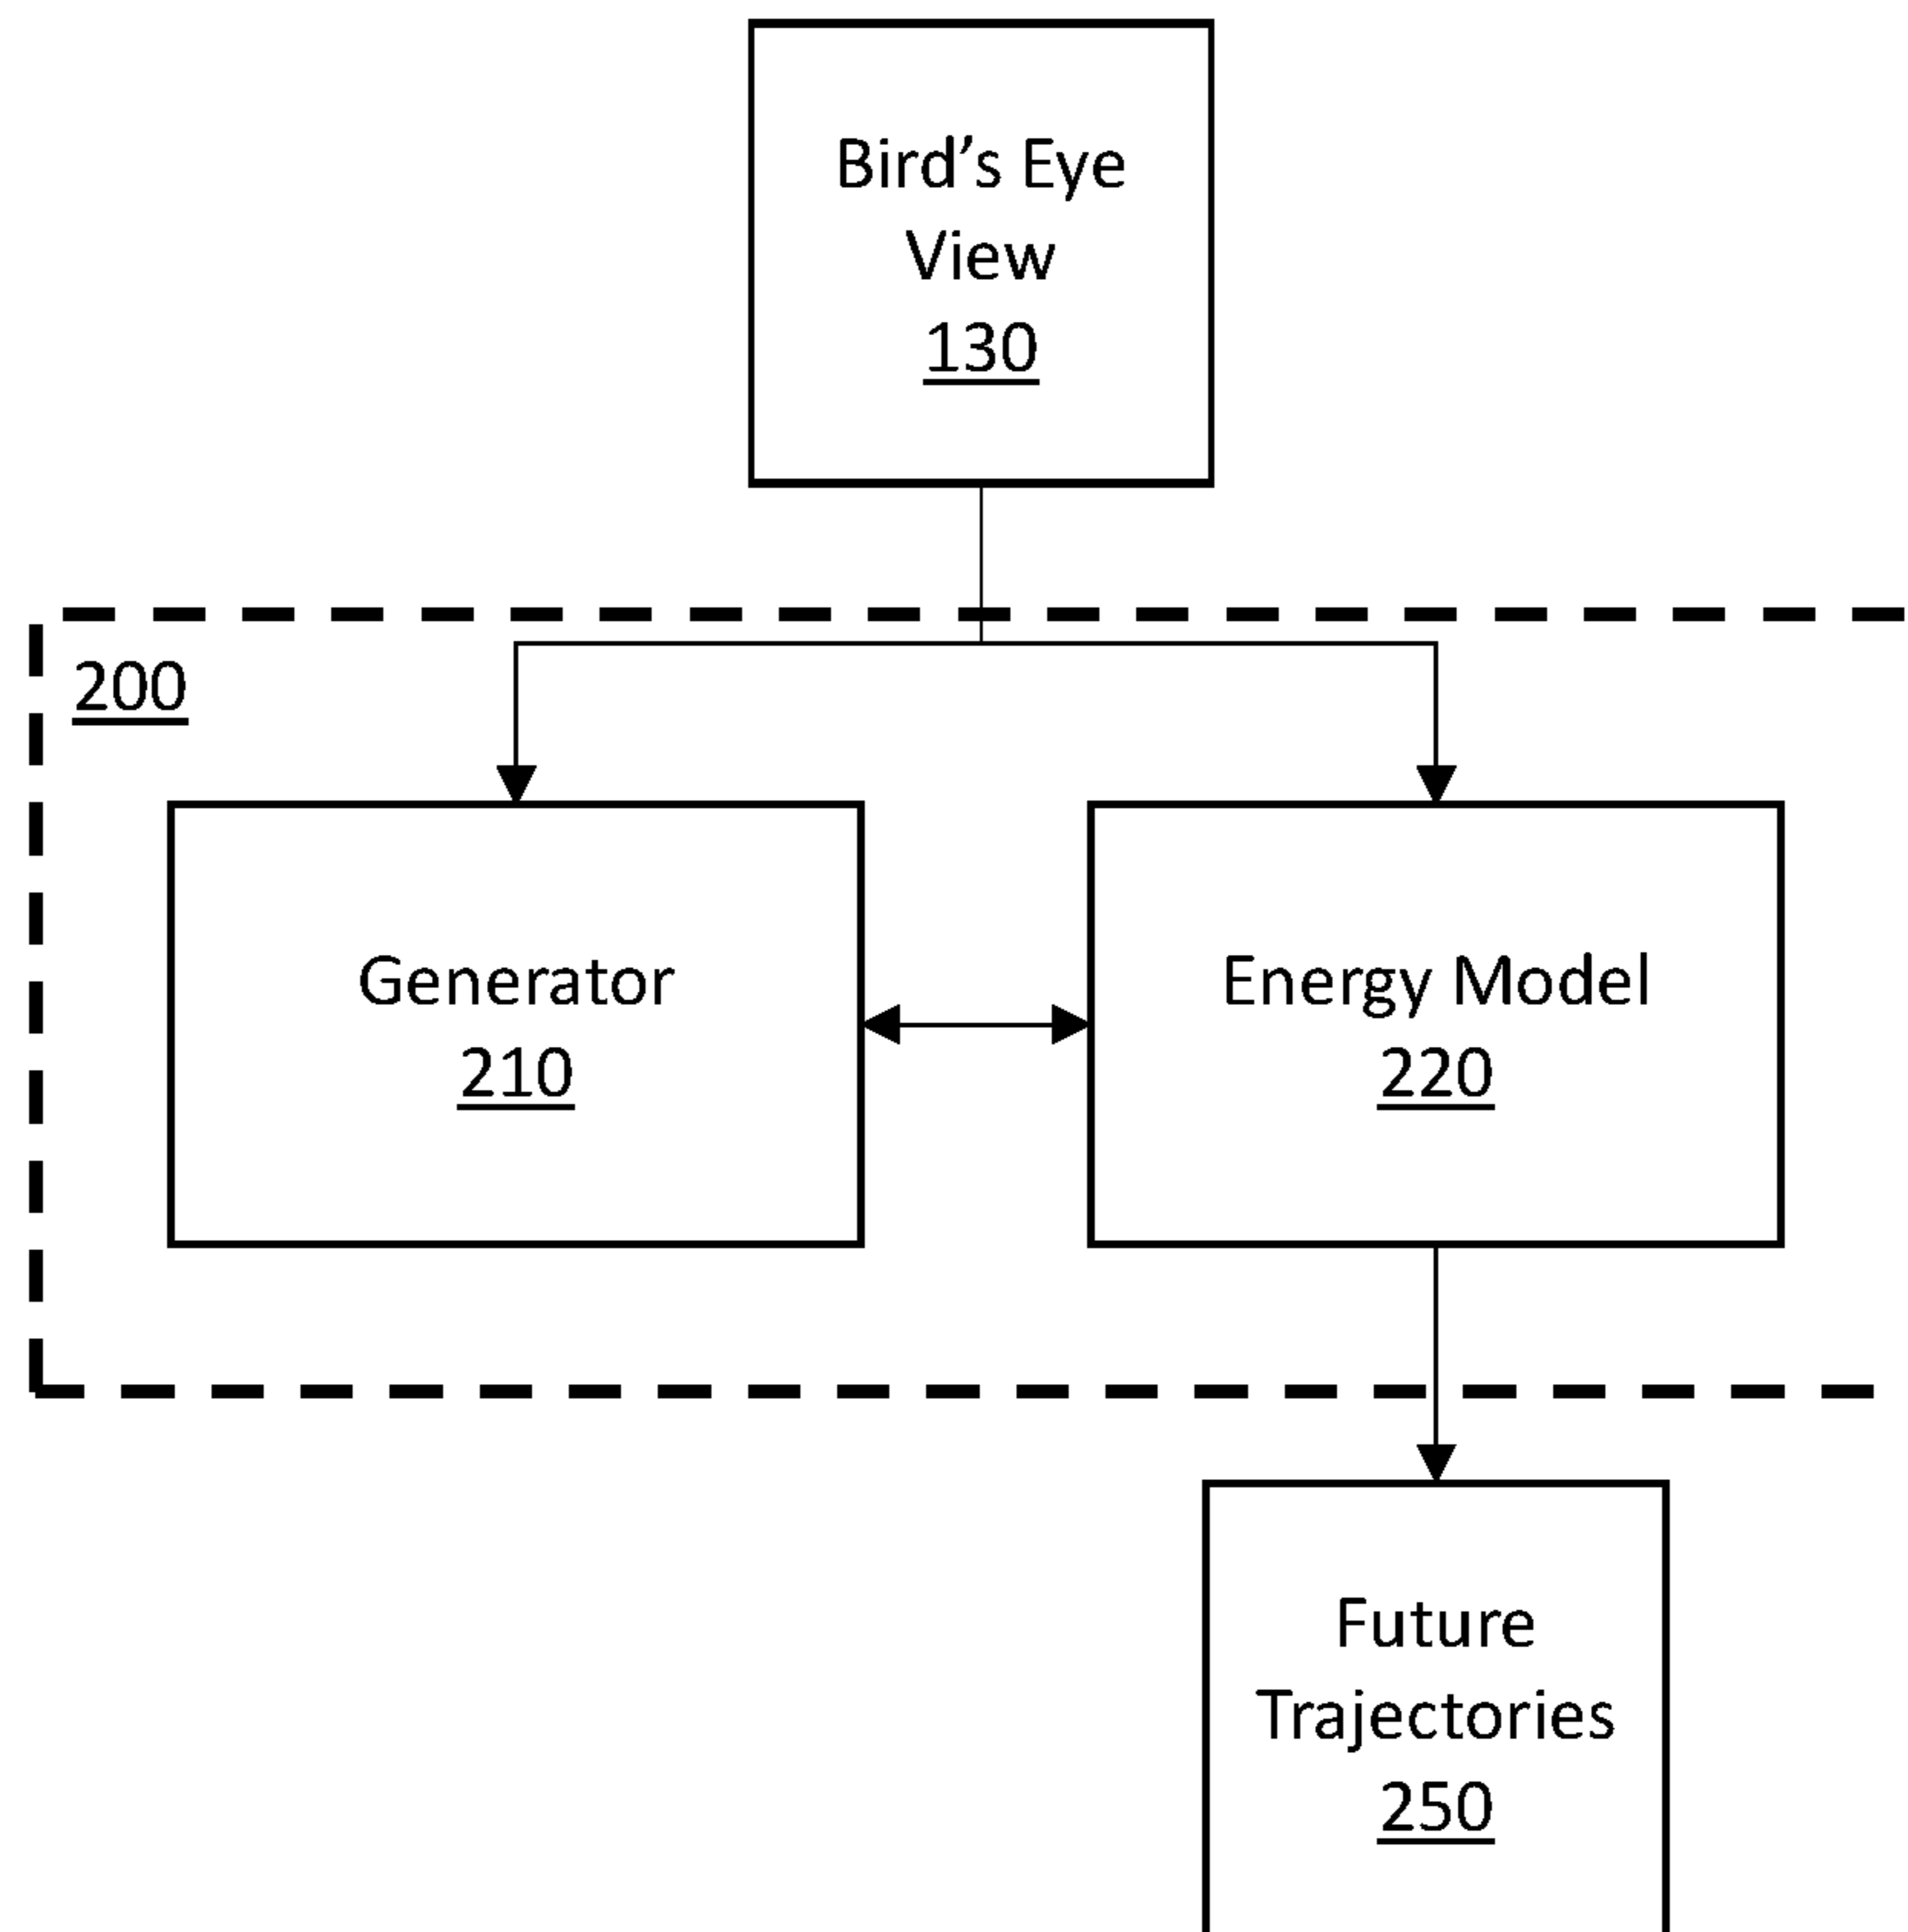 Bird’s Eye
View
130
200
Generator
210
Energy Model
220
Future
Trajectories
250